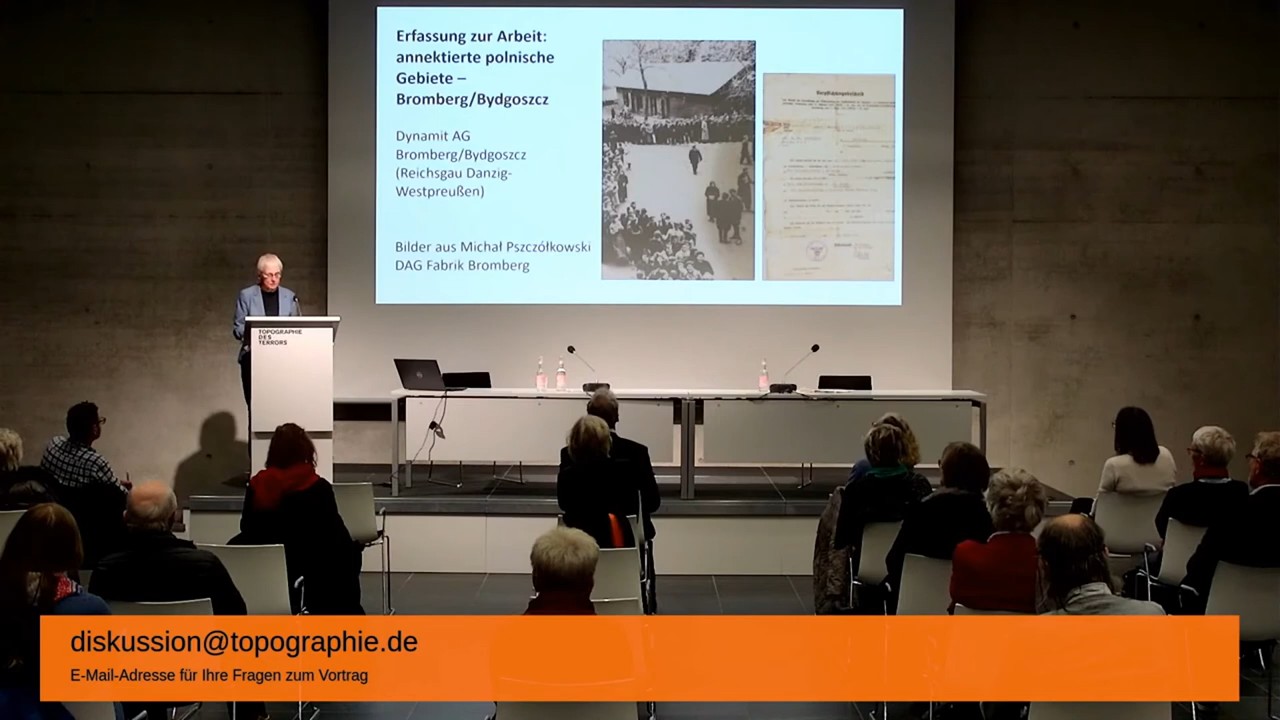 Erfassung zur Arbeit:
annektierte polnische
Gebiete –
Bromberg/Bydgoszcz
Dynamit AG
Bromberg/Bydgoszcz
(Reichsgau Danzig-
Westpreußen)
Bilder aus Michał Pszczółkowski
DAG Fabrik Bromberg
TOPOGRAPHIE
DES
TERRORS
diskussion@topographie.de
E-Mail-Adresse für Ihre Fragen zum Vortrag